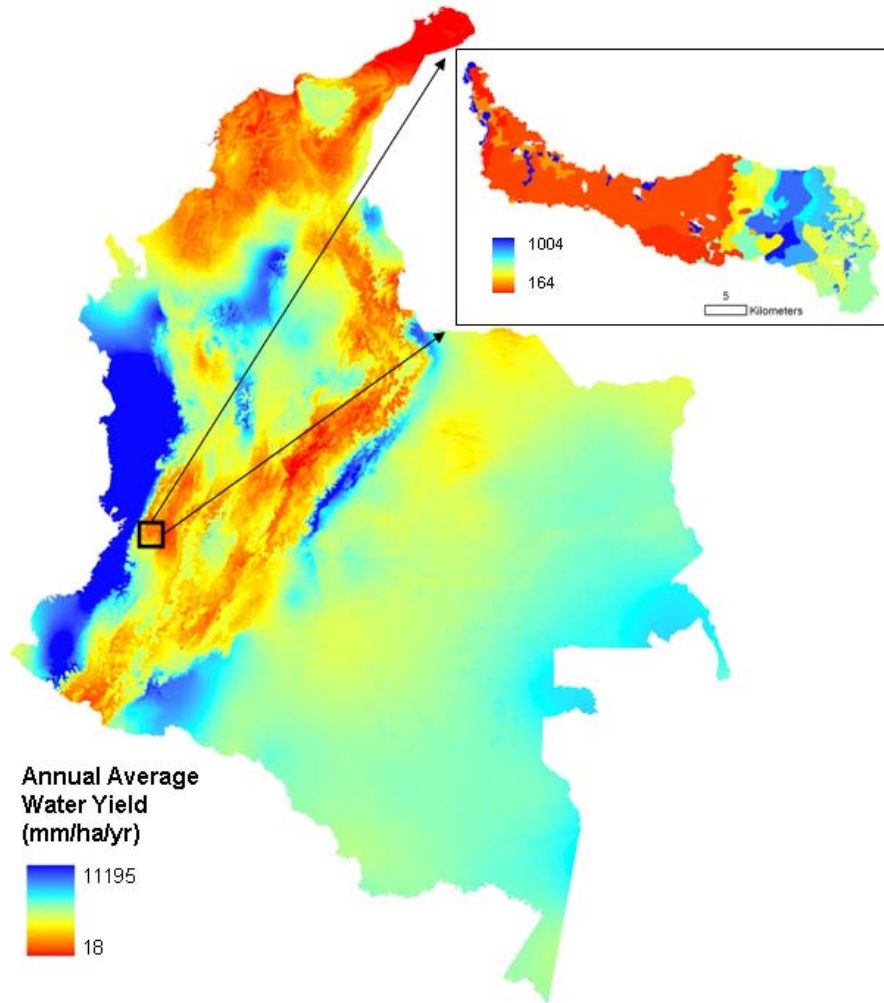 1004
164
5
Kilometers
Annual Average
Water Yield
(mm/ha/yr)
11195
18